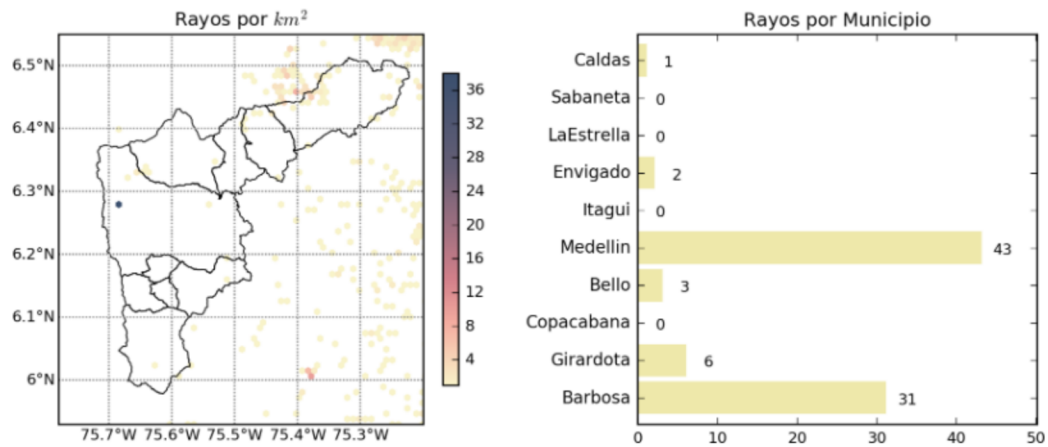 Rayos por km²
6.5°N
6.4°N
6.3°N
6.2°N
6.1°N
6°N
75.7°W 75.6°W 75.5°W 75.4°W 75.3°W
36
32
28
24
20
16
12
8
4
Rayos por Municipio
Caldas 1
Sabaneta 0
LaEstrella 0
Envigado 2
Itagui 0
Medellin 43
Bello 3
Copacabana 0
Girardota 6
Barbosa 31
0 10 20 30 40 50